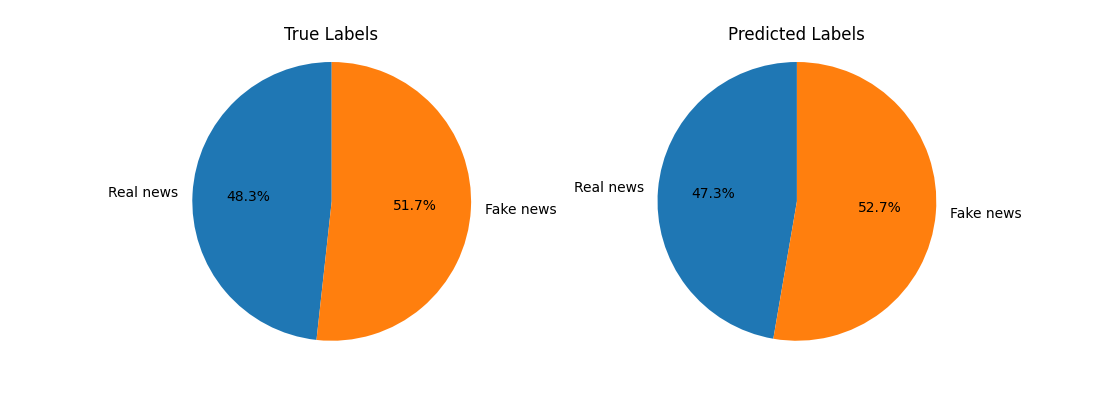 True Labels
Real news
48.3%
51.7%
Fake news
Predicted Labels
Real news
47.3%
52.7%
Fake news